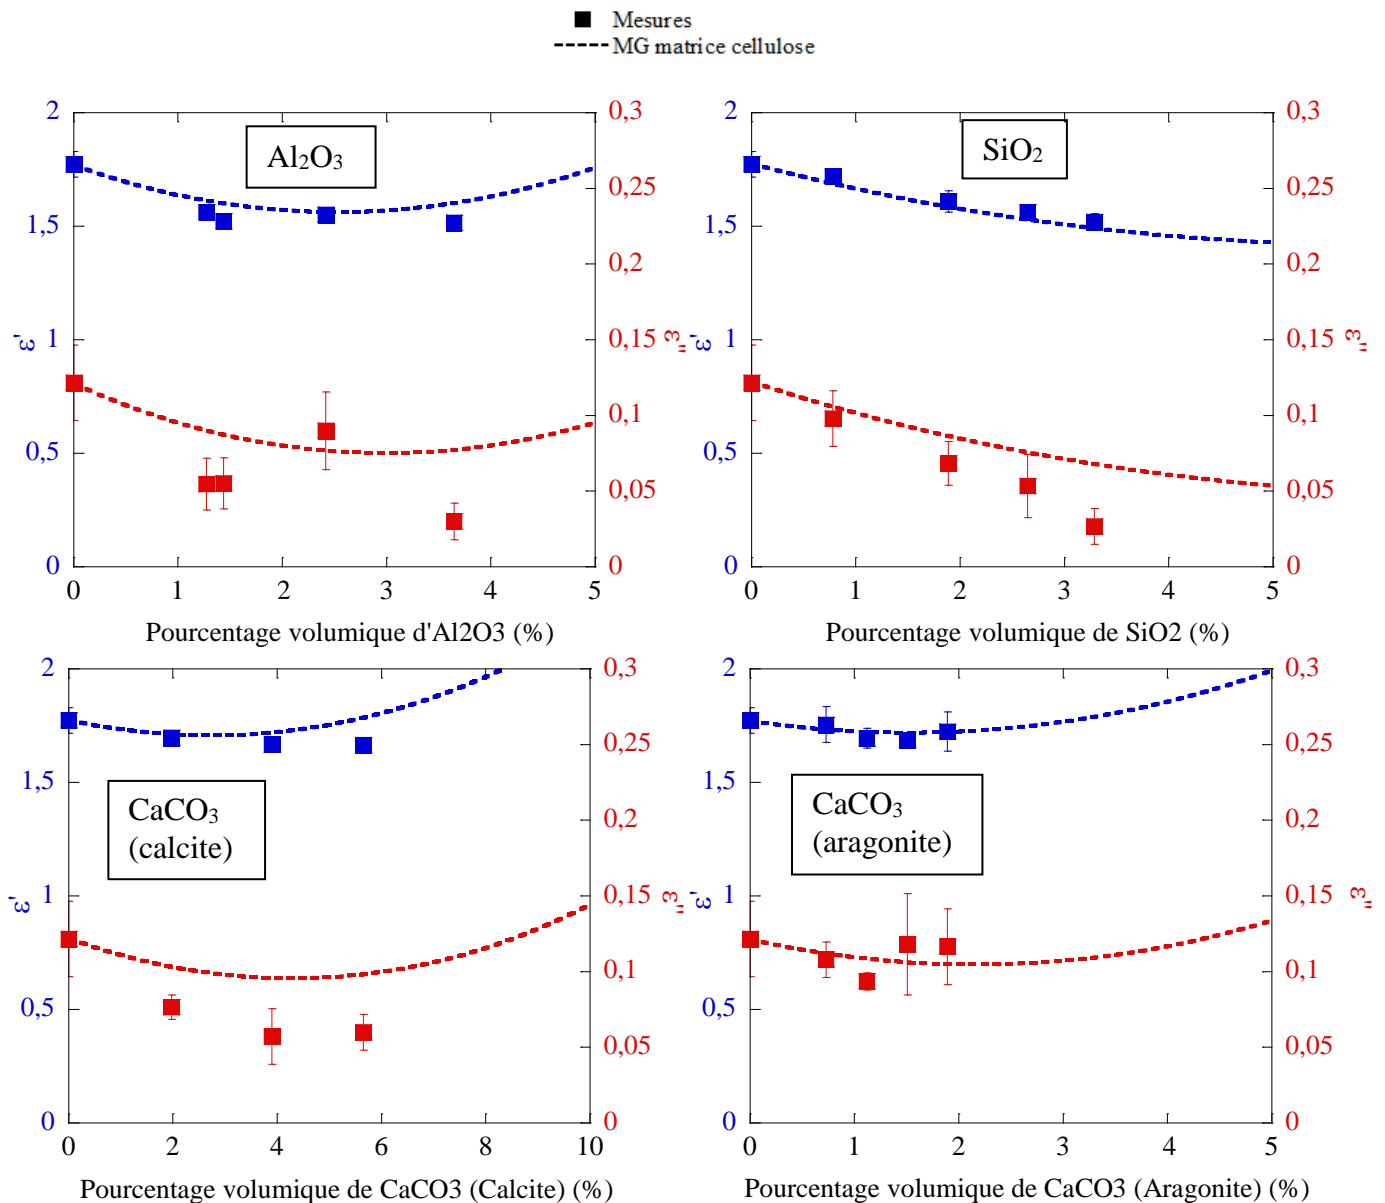 Mesures
MG matrice cellulose
2
1,5
1
0,5
0
ε'
Al₂O₃
0,3
0,25
0,2
0,15
0,1
0,05
0
ε''
0 1 2 3 4 5
Pourcentage volumique d'Al2O3 (%)
2
1,5
1
0,5
0
ε'
SiO₂
0,3
0,25
0,2
0,15
0,1
0,05
0
ε''
0 1 2 3 4 5
Pourcentage volumique de SiO2 (%)
2
1,5
1
0,5
0
ε'
CaCO₃
(calcite)
0,3
0,25
0,2
0,15
0,1
0,05
0
ε''
0 2 4 6 8 10
Pourcentage volumique de CaCO3 (Calcite) (%)
2
1,5
1
0,5
0
ε'
CaCO₃
(aragonite)
0,3
0,25
0,2
0,15
0,1
0,05
0
ε''
0 1 2 3 4 5
Pourcentage volumique de CaCO3 (Aragonite) (%)